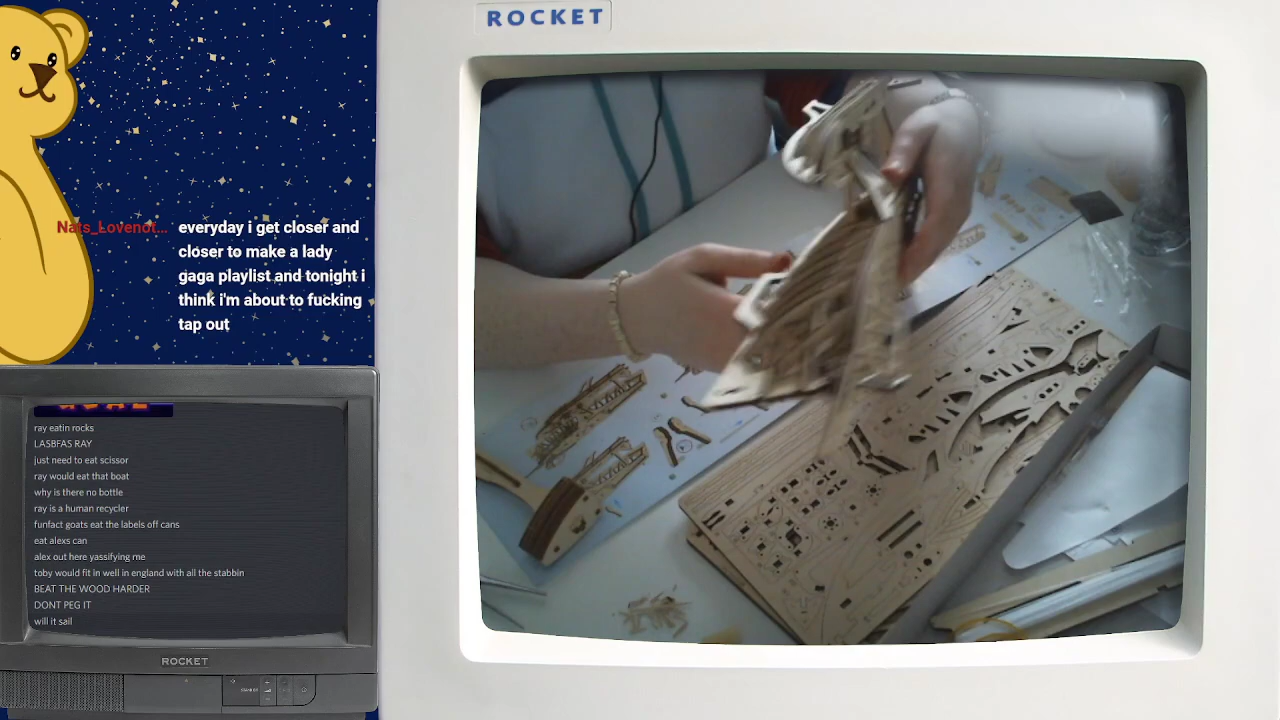 ROCKET
Nats_Lovenot...
everyday i get closer and
closer to make a lady
gaga playlist and tonight i
think i'm about to fucking
tap out
ray eatin rocks
LASBFAS RAY
just need to eat scissor
ray would eat that boat
why is there no bottle
ray is a human recycler
funfact goats eat the labels off cans
eat alexs can
alex out here yassifying me
toby would fit in well in england with all the stabbin
BEAT THE WOOD HARDER
DONT PEG IT
will it sail
ROCKET